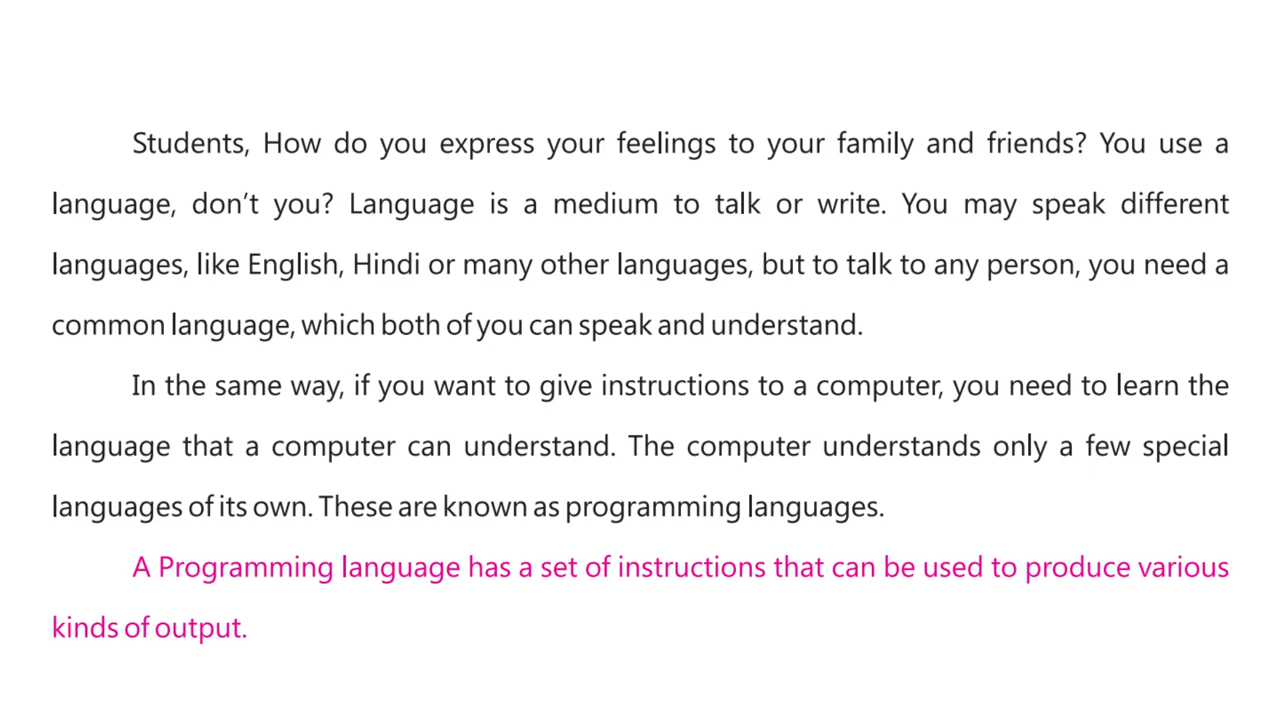 Students, How do you express your feelings to your family and friends? You use a
language, don’t you? Language is a medium to talk or write. You may speak different
languages, like English, Hindi or many other languages, but to talk to any person, you need a
common language, which both of you can speak and understand.
In the same way, if you want to give instructions to a computer, you need to learn the
language that a computer can understand. The computer understands only a few special
languages of its own. These are known as programming languages.
A Programming language has a set of instructions that can be used to produce various
kinds of output.